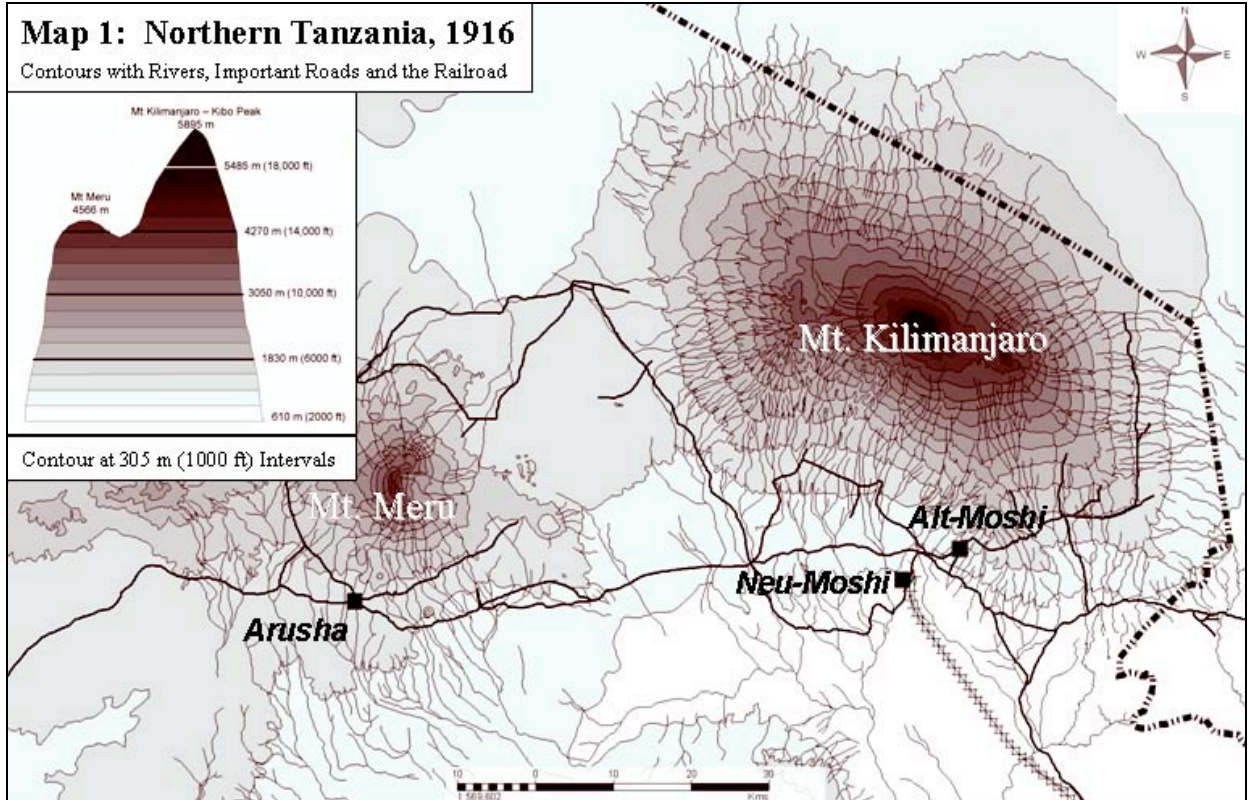 Map 1:  Northern Tanzania, 1916
Contours with Rivers, Important Roads and the Railroad
Mt Kilimanjaro – Kibo Peak
5895 m
5485 m (18,000 ft)
Mt Meru
4566 m
4270 m (14,000 ft)
3050 m (10,000 ft)
1830 m (6000 ft)
610 m (2000 ft)
Contour at 305 m (1000 ft) Intervals
N
W
E
S
Mt. Kilimanjaro
Mt. Meru
Alt-Moshi
Neu-Moshi
Arusha
10 0 10 20 30
1:569,602
Kms